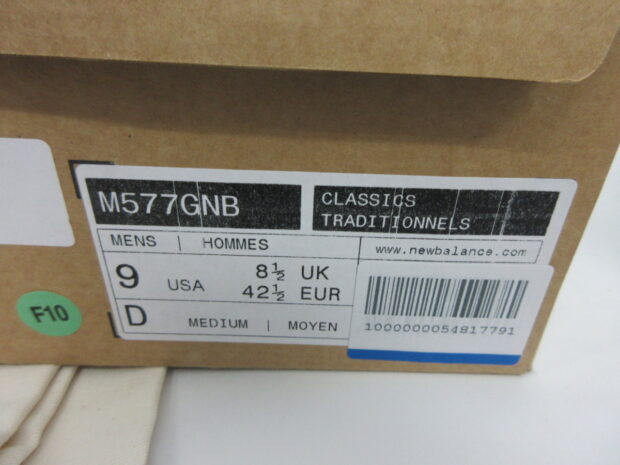 M577GNB
CLASSICS
TRADITIONNELS
MENS | HOMMES
www.newbalance.com
9 USA 8½ UK
42½ EUR
D MEDIUM | MOYEN
1000000054817791
F10